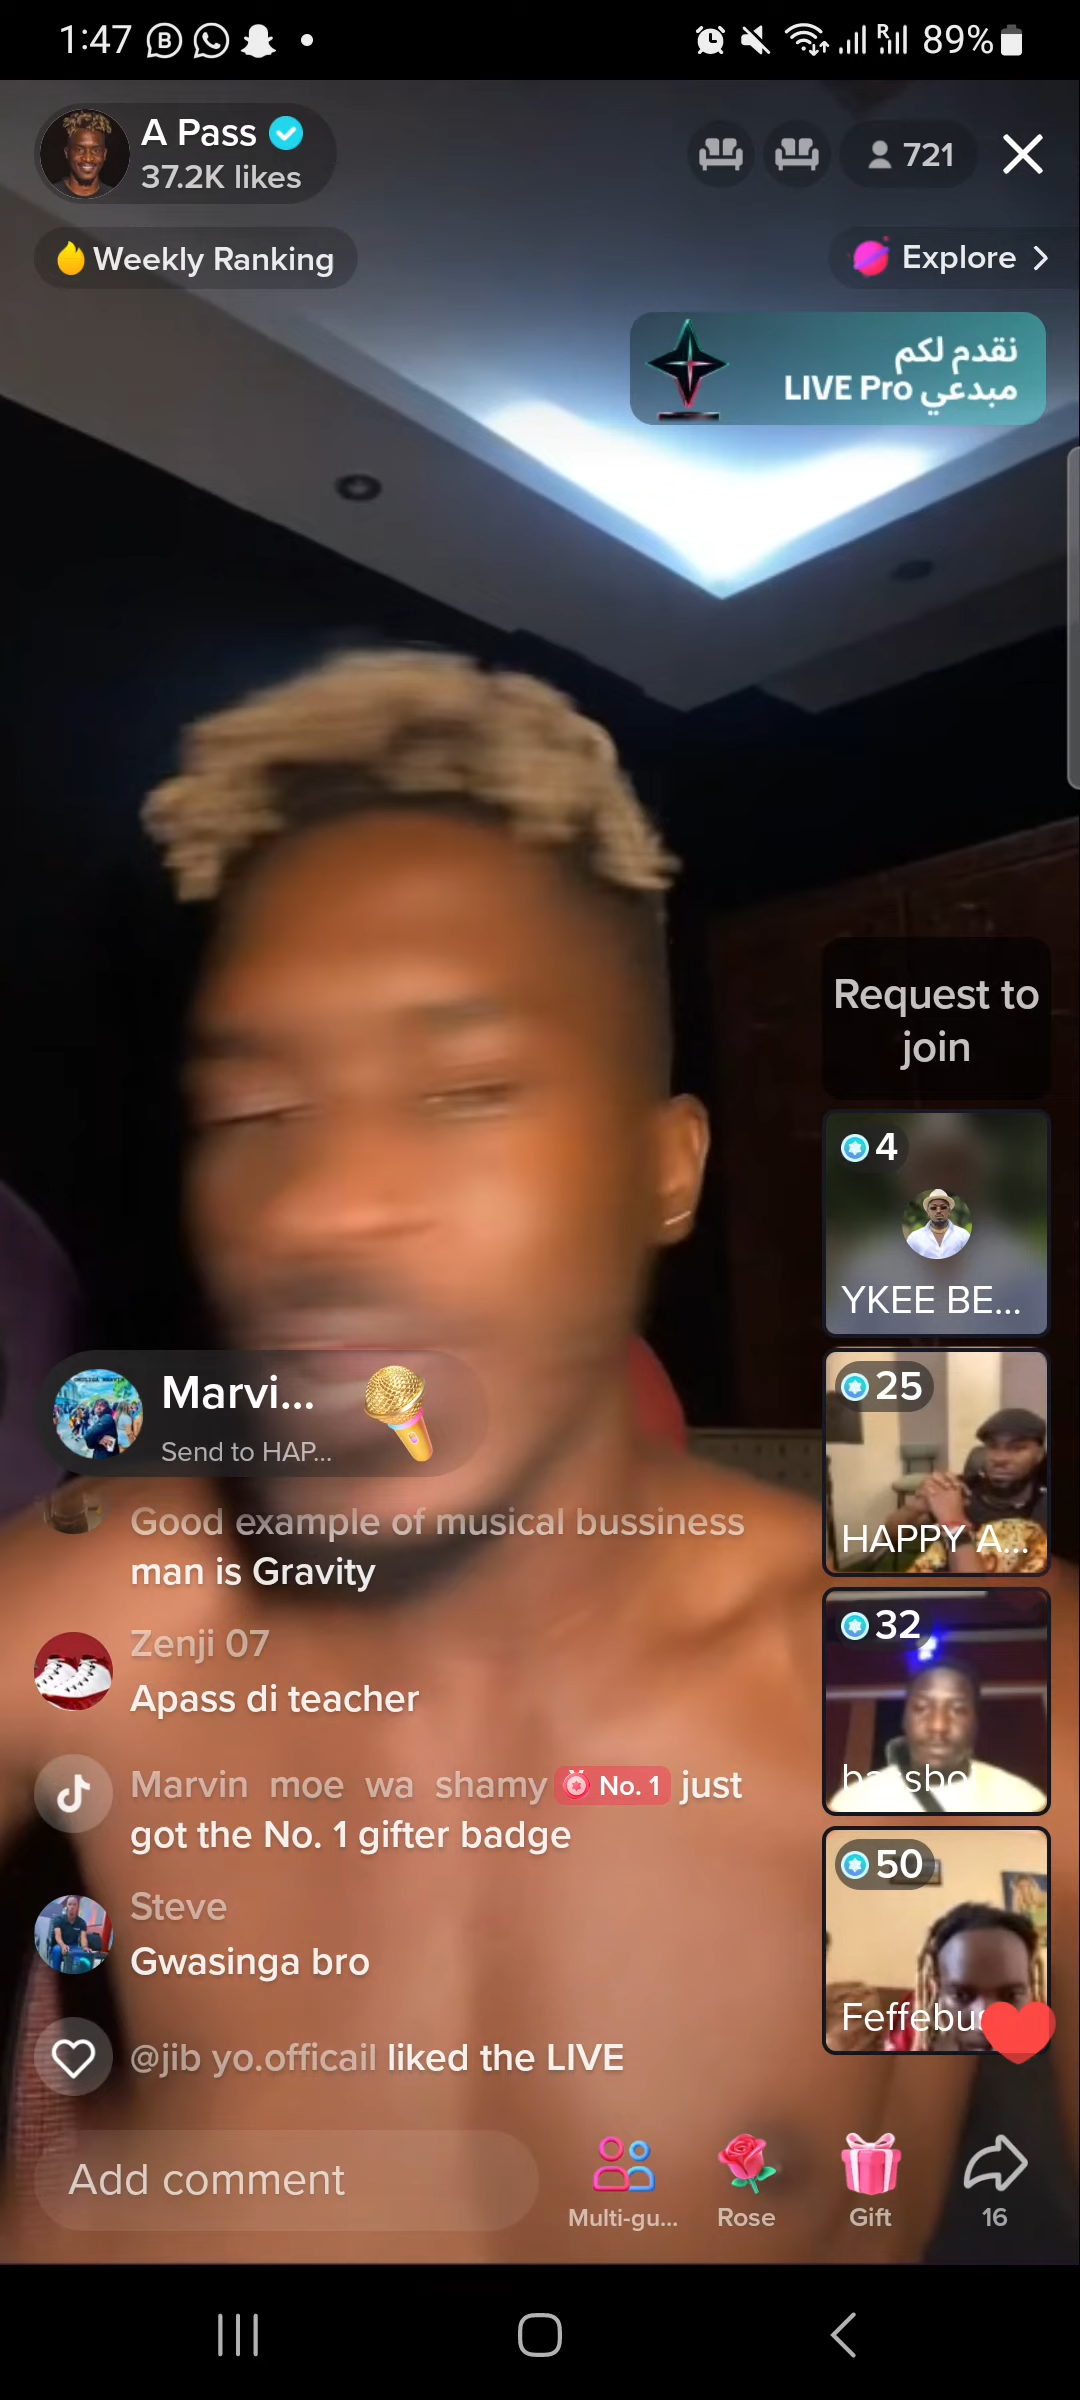 1:47
89%
A Pass
37.2K likes
721
Weekly Ranking
Explore
نقدم لكم
مبدعي LIVE Pro
Request to
join
4
YKEE BE...
25
HAPPY A...
32
50
Marvi...
Send to HAP...
Good example of musical bussiness
man is Gravity
Zenji 07
Apass di teacher
Marvin moe wa shamy No. 1 just
got the No. 1 gifter badge
Steve
Gwasinga bro
@jib yo.officail liked the LIVE
Add comment
Multi-gu...
Rose
Gift
16